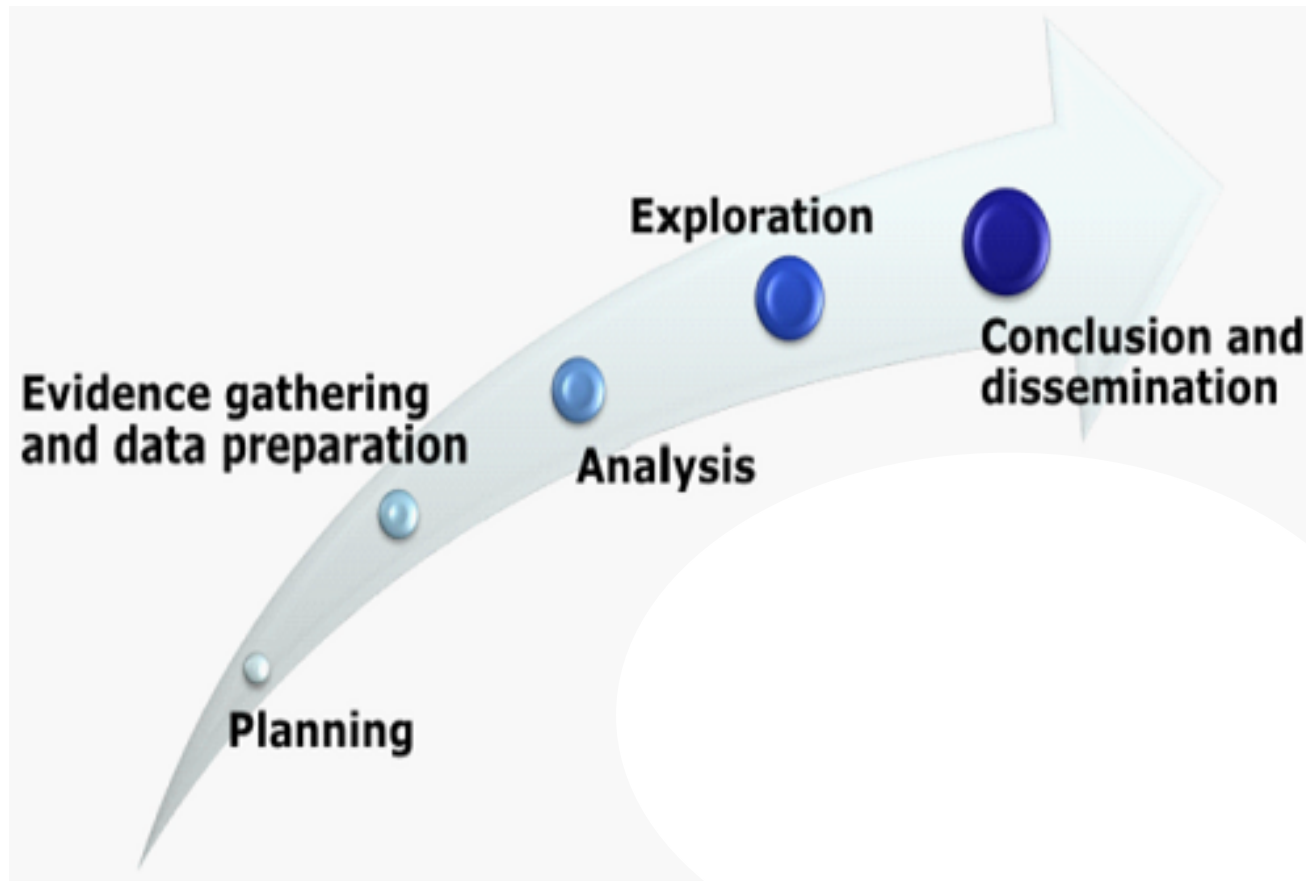 Exploration
Conclusion and
dissemination
Evidence gathering
and data preparation
Analysis
Planning